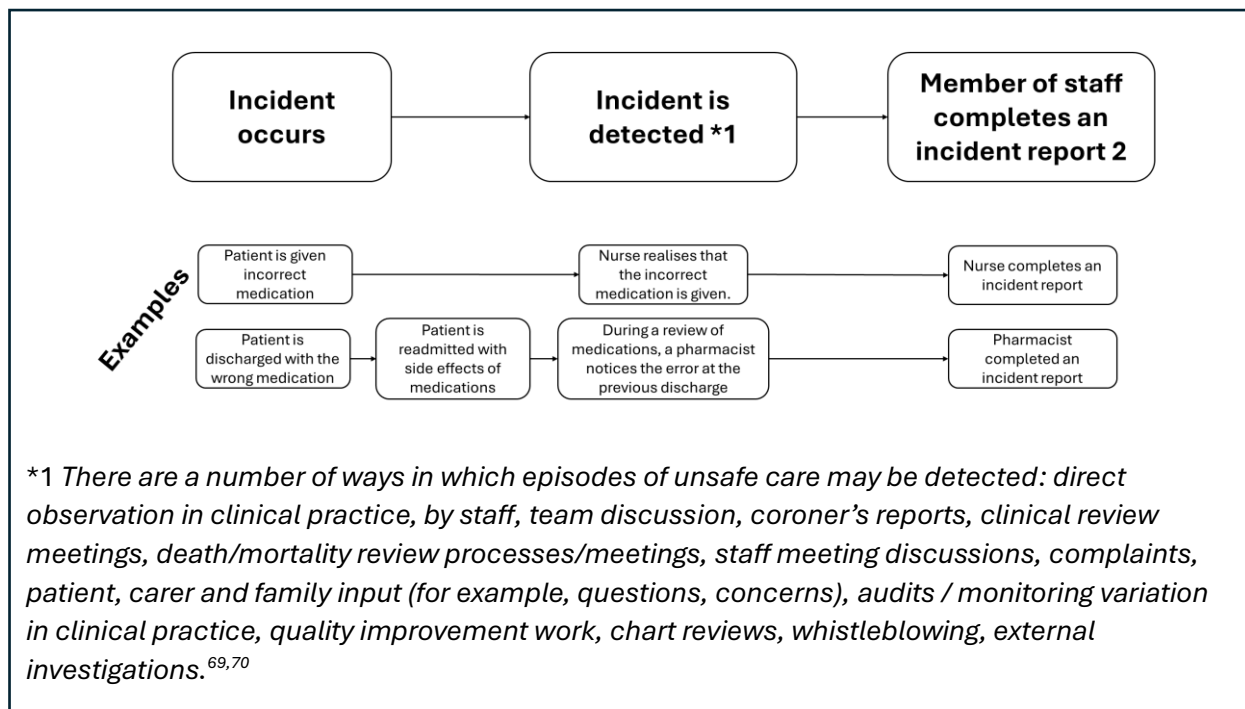 Incident
occurs
Incident is
detected *1
Member of staff
completes an
incident report 2
Examples
Patient is given
incorrect
medication
Nurse realises that
the incorrect
medication is given.
Nurse completes an
incident report
Patient is
discharged with the
wrong medication
Patient is
readmitted with
side effects of
medications
During a review of
medications, a pharmacist
notices the error at the
previous discharge
Pharmacist
completed an
incident report
*1 There are a number of ways in which episodes of unsafe care may be detected: direct
observation in clinical practice, by staff, team discussion, coroner’s reports, clinical review
meetings, death/mortality review processes/meetings, staff meeting discussions, complaints,
patient, carer and family input (for example, questions, concerns), audits / monitoring variation
in clinical practice, quality improvement work, chart reviews, whistleblowing, external
investigations.69,70